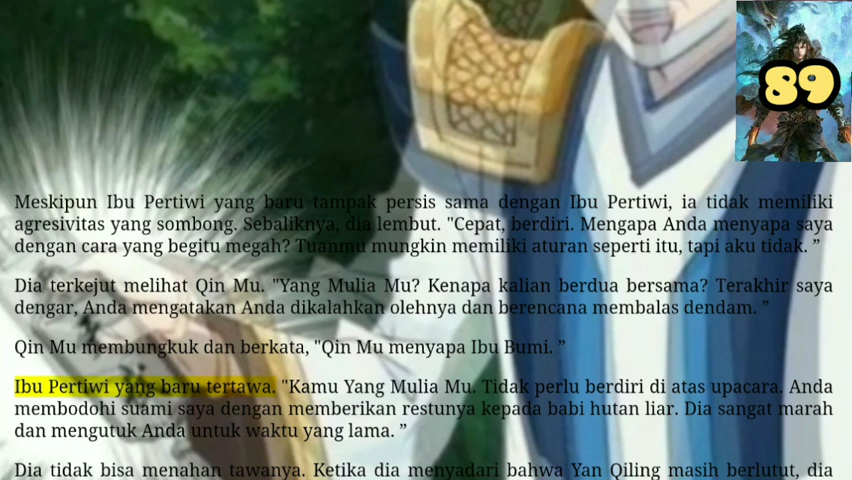 89
Meskipun Ibu Pertiwi yang baru tampak persis sama dengan Ibu Pertiwi, ia tidak memiliki
agresivitas yang sombong. Sebaliknya, dia lembut. "Cepat, berdiri. Mengapa Anda menyapa saya
dengan cara yang begitu megah? Tuanmu mungkin memiliki aturan seperti itu, tapi aku tidak. ”
Dia terkejut melihat Qin Mu. "Yang Mulia Mu? Kenapa kalian berdua bersama? Terakhir saya
dengar, Anda mengatakan Anda dikalahkan olehnya dan berencana membalas dendam. ”
Qin Mu membungkuk dan berkata, "Qin Mu menyapa Ibu Bumi. ”
Ibu Pertiwi yang baru tertawa. "Kamu Yang Mulia Mu. Tidak perlu berdiri di atas upacara. Anda
membodohi suami saya dengan memberikan restunya kepada babi hutan liar. Dia sangat marah
dan mengutuk Anda untuk waktu yang lama. ”
Dia tidak bisa menahan tawanya. Ketika dia menyadari bahwa Yan Qiling masih berlutut, dia